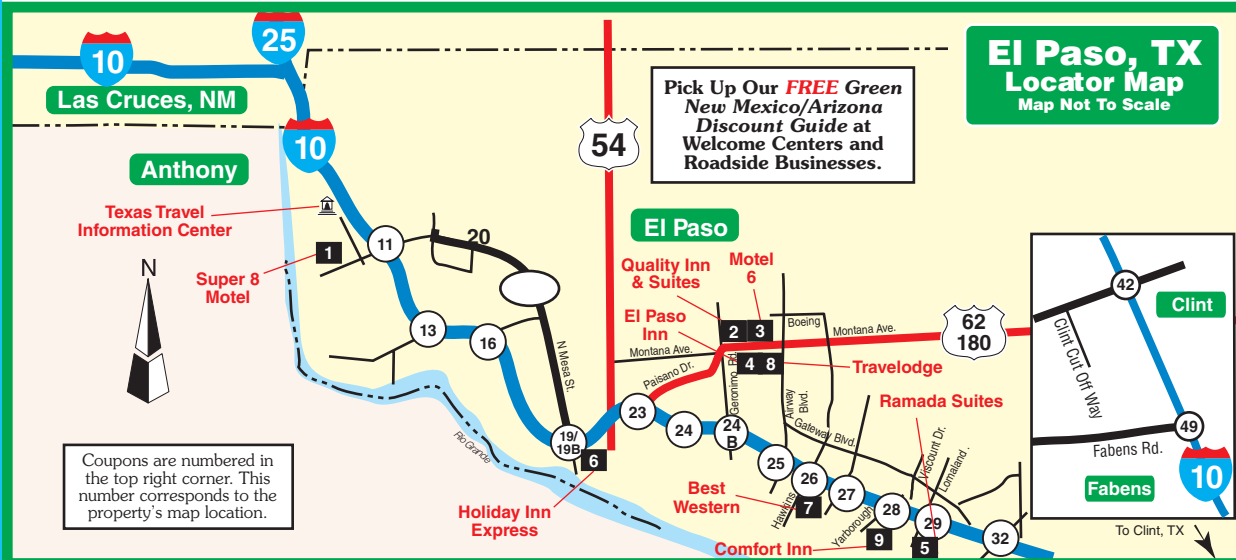 El Paso, TX
Locator Map
Map Not To Scale
10
25
Las Cruces, NM
10
Anthony
Texas Travel
Information Center
Super 8
Motel
1
N
11
20
13
16
N Mesa St.
19/
19B
6
Holiday Inn
Express
Rio Grande
54
Pick Up Our FREE Green
New Mexico/Arizona
Discount Guide at
Welcome Centers and
Roadside Businesses.
El Paso
Quality Inn
& Suites
Motel
6
El Paso
Inn
2
3
4
8
Travelodge
Boeing
Montana Ave.
Montana Ave.
62
180
Paisano Dr.
Geronimo Rd.
Airway
Blvd.
Gateway Blvd.
Ramada Suites
Viscount Dr.
Lomaland .
23
24
24
B
25
26
27
28
29
32
Hawkins
Yarborough
Best
Western
7
Comfort Inn
9
5
Coupons are numbered in
the top right corner. This
number corresponds to the
property's map location.
42
Clint
Clint Cut Off Way
49
Fabens Rd.
Fabens
10
To Clint, TX